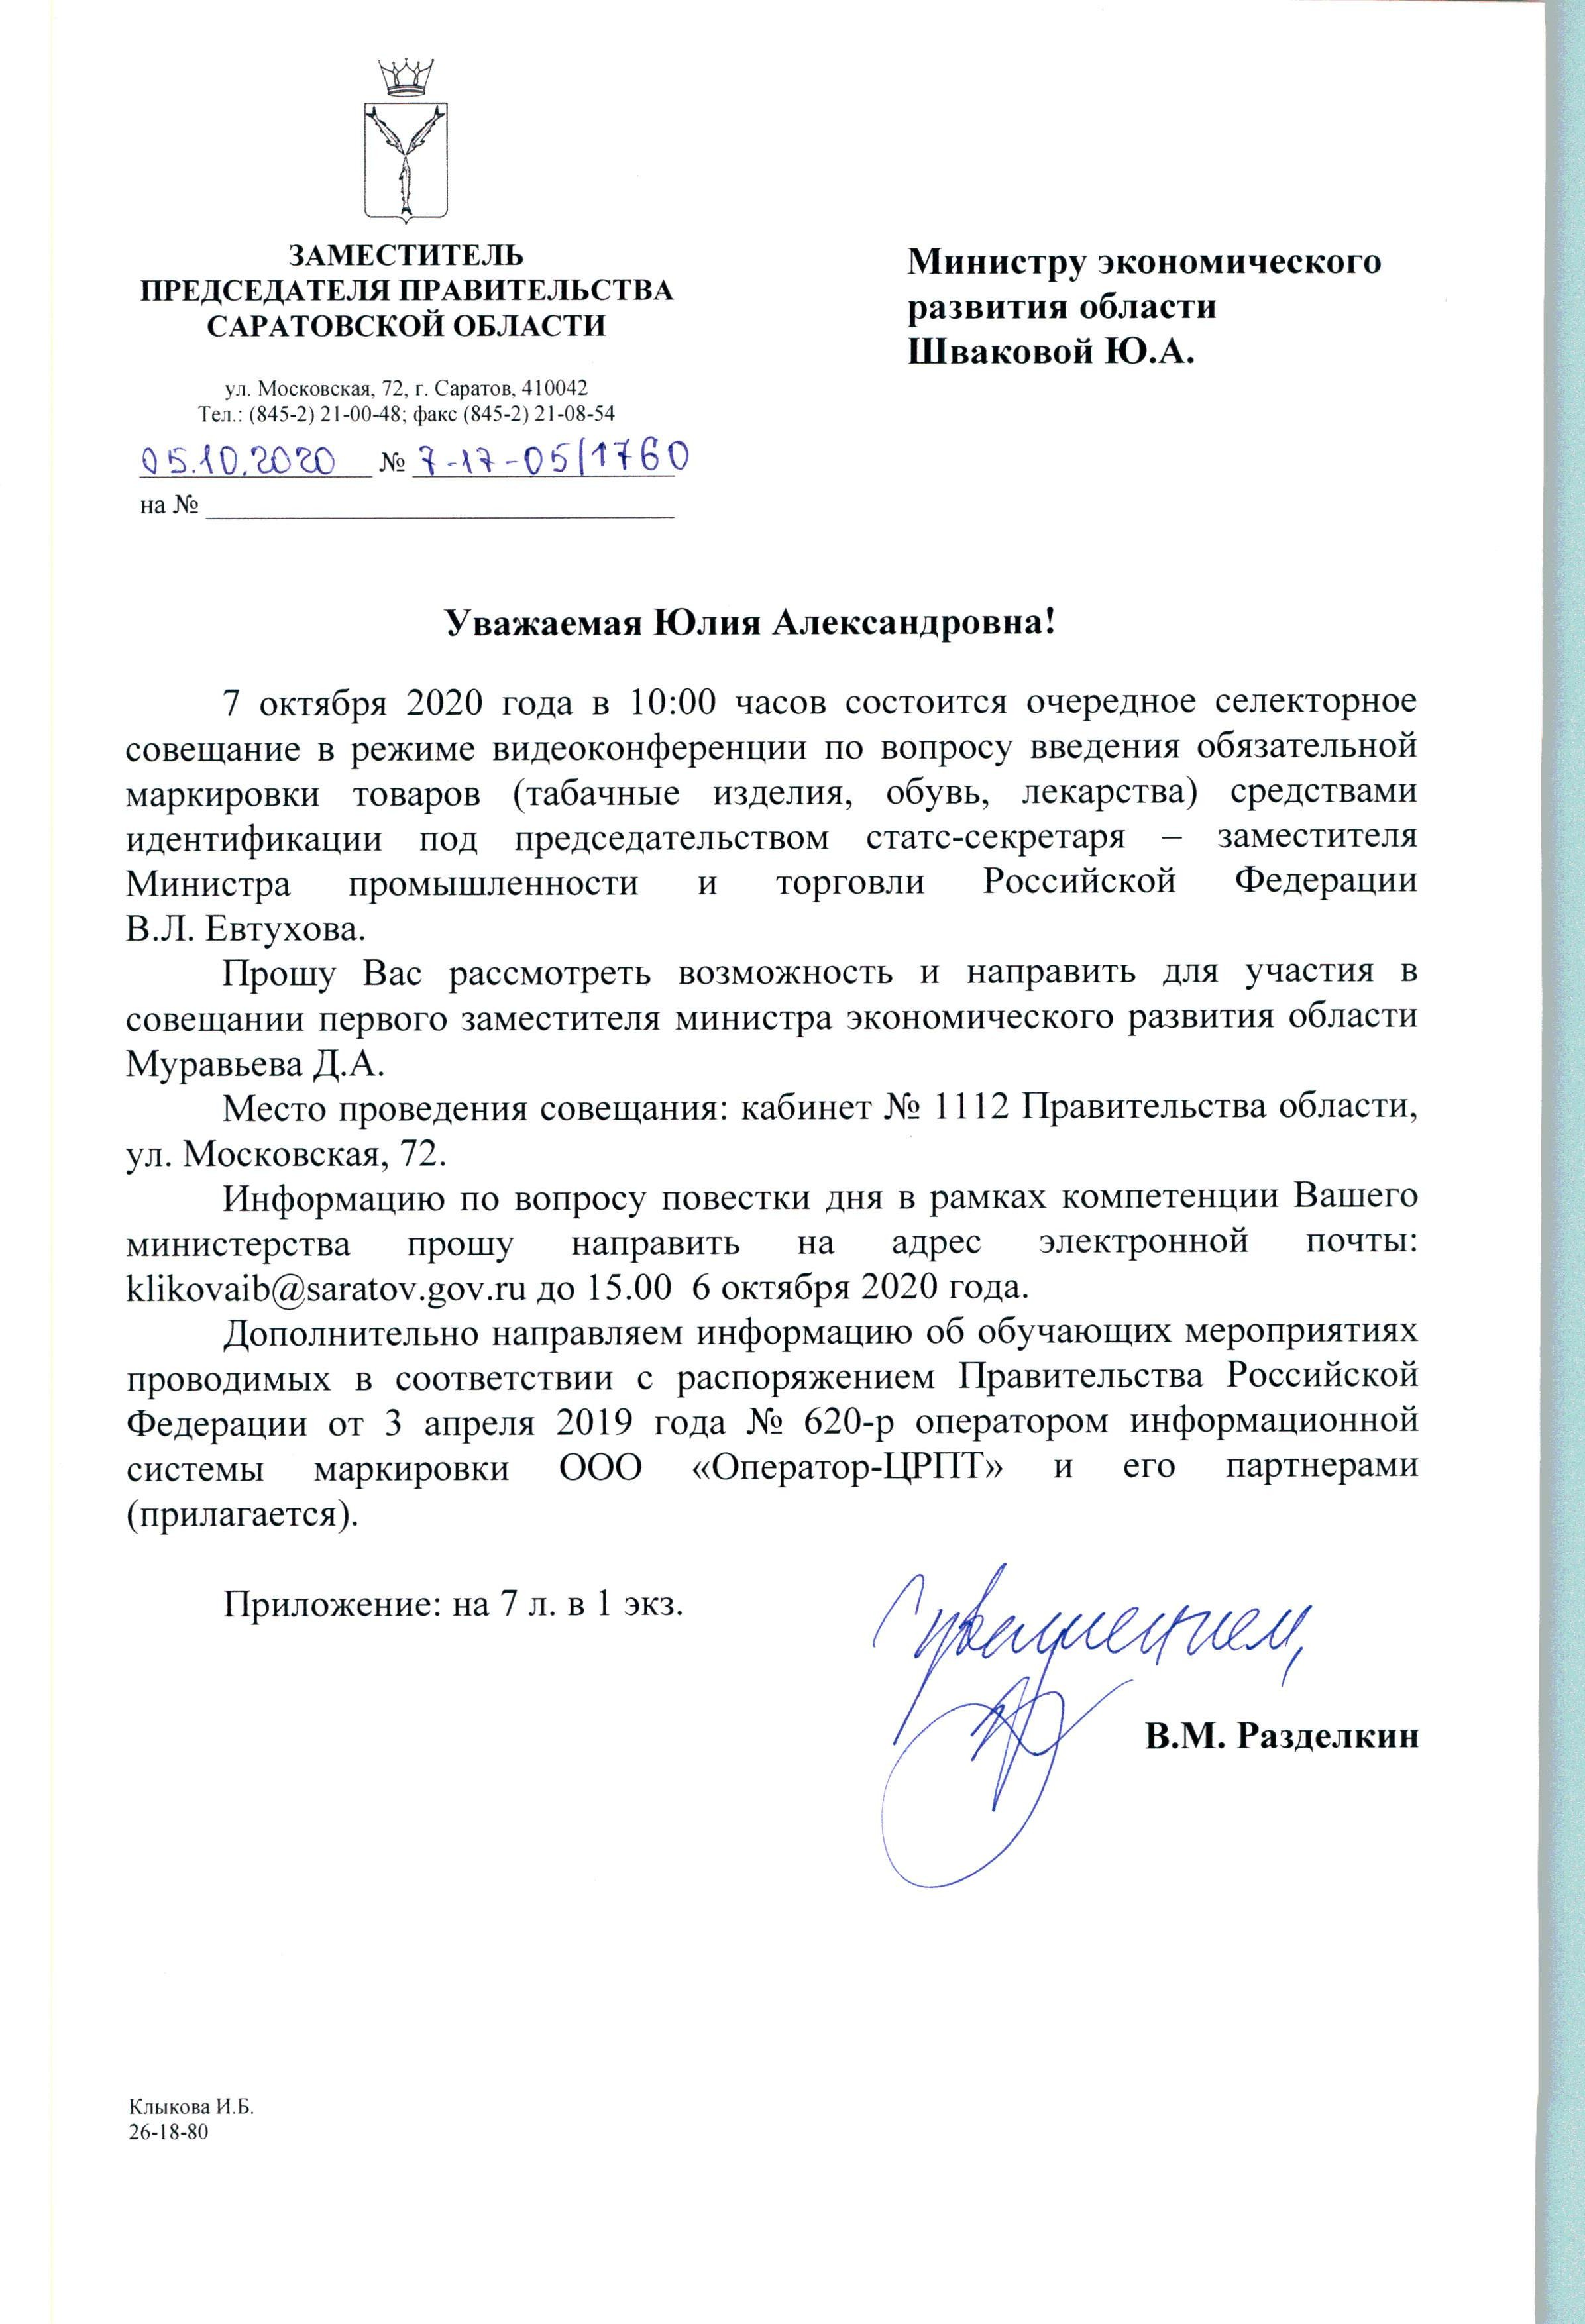 ЗАМЕСТИТЕЛЬ
ПРЕДСЕДАТЕЛЯ ПРАВИТЕЛЬСТВА
САРАТОВСКОЙ ОБЛАСТИ
ул. Московская, 72, г. Саратов, 410042
Тел.: (845-2) 21-00-48; факс (845-2) 21-08-54
05.10.2020 № 7-17-05/1760
на №
Министру экономического
развития области
Шваковой Ю.А.
Уважаемая Юлия Александровна!
7 октября 2020 года в 10:00 часов состоится очередное селекторное
совещание в режиме видеоконференции по вопросу введения обязательной
маркировки товаров (табачные изделия, обувь, лекарства) средствами
идентификации под председательством статс-секретаря – заместителя
Министра промышленности и торговли Российской Федерации
В.Л. Евтухова.
Прошу Вас рассмотреть возможность и направить для участия в
совещании первого заместителя министра экономического развития области
Муравьева Д.А.
Место проведения совещания: кабинет № 1112 Правительства области,
ул. Московская, 72.
Информацию по вопросу повестки дня в рамках компетенции Вашего
министерства прошу направить на адрес электронной почты:
klikovaib@saratov.gov.ru до 15.00 6 октября 2020 года.
Дополнительно направляем информацию об обучающих мероприятиях
проводимых в соответствии с распоряжением Правительства Российской
Федерации от 3 апреля 2019 года № 620-р оператором информационной
системы маркировки ООО «Оператор-ЦРПТ» и его партнерами
(прилагается).
Приложение: на 7 л. в 1 экз.
С уважением,
В.М. Разделкин
Клыкова И.Б.
26-18-80